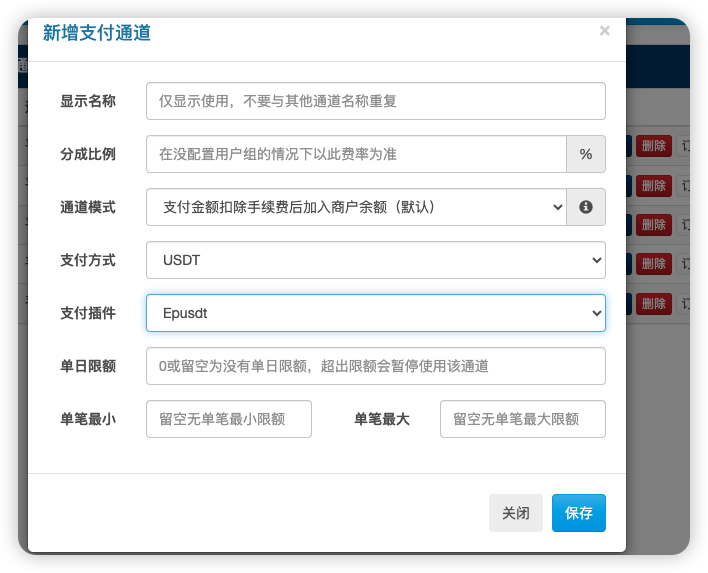 新增支付通道
×
通
显示名称
仅显示使用，不要与其他通道名称重复
分成比例
在没配置用户组的情况下以此费率为准
%
删除
通道模式
支付金额扣除手续费后加入商户余额（默认）
删除
支付方式
USDT
删除
支付插件
Epusdt
删除
单日限额
0或留空为没有单日限额，超出限额会暂停使用该通道
删除
单笔最小
留空无单笔最小限额
单笔最大
留空无单笔最大限额
关闭
保存